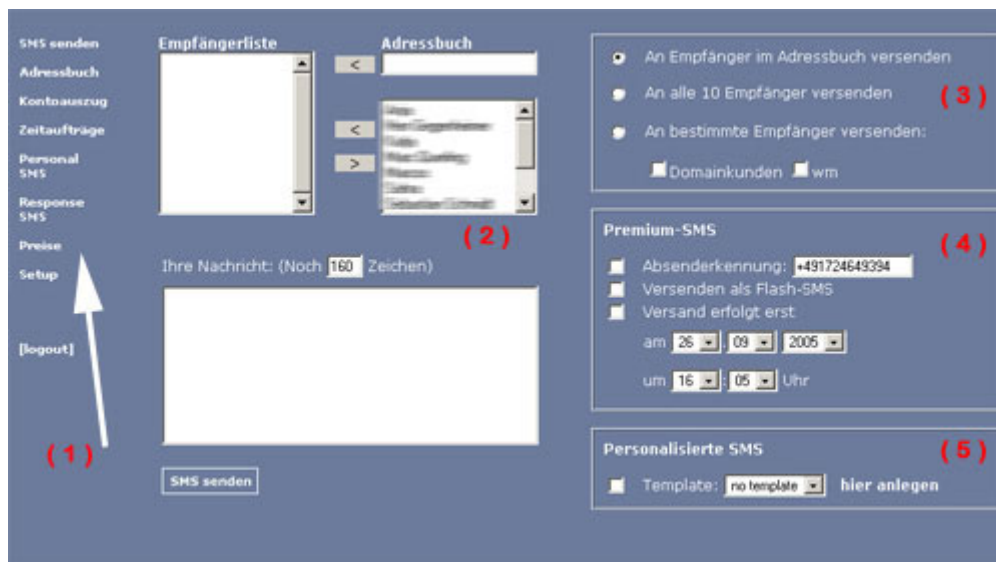 SMS senden
Adressbuch
Kontoauszug
Zeitaufträge
Personal
SMS
Response
SMS
Preise
Setup
[logout]
( 1 )
Empfängerliste
Adressbuch
<
<
>
( 2 )
Ihre Nachricht: (Noch 160 Zeichen)
SMS senden
An Empfänger im Adressbuch versenden
An alle 10 Empfänger versenden
( 3 )
An bestimmte Empfänger versenden:
Domainkunden wm
Premium-SMS
( 4 )
Absenderkennung: +491724649394
Versenden als Flash-SMS
Versand erfolgt erst
am 26 . 09 . 2005
um 16 : 05 Uhr
Personalisierte SMS
( 5 )
Template: no template hier anlegen